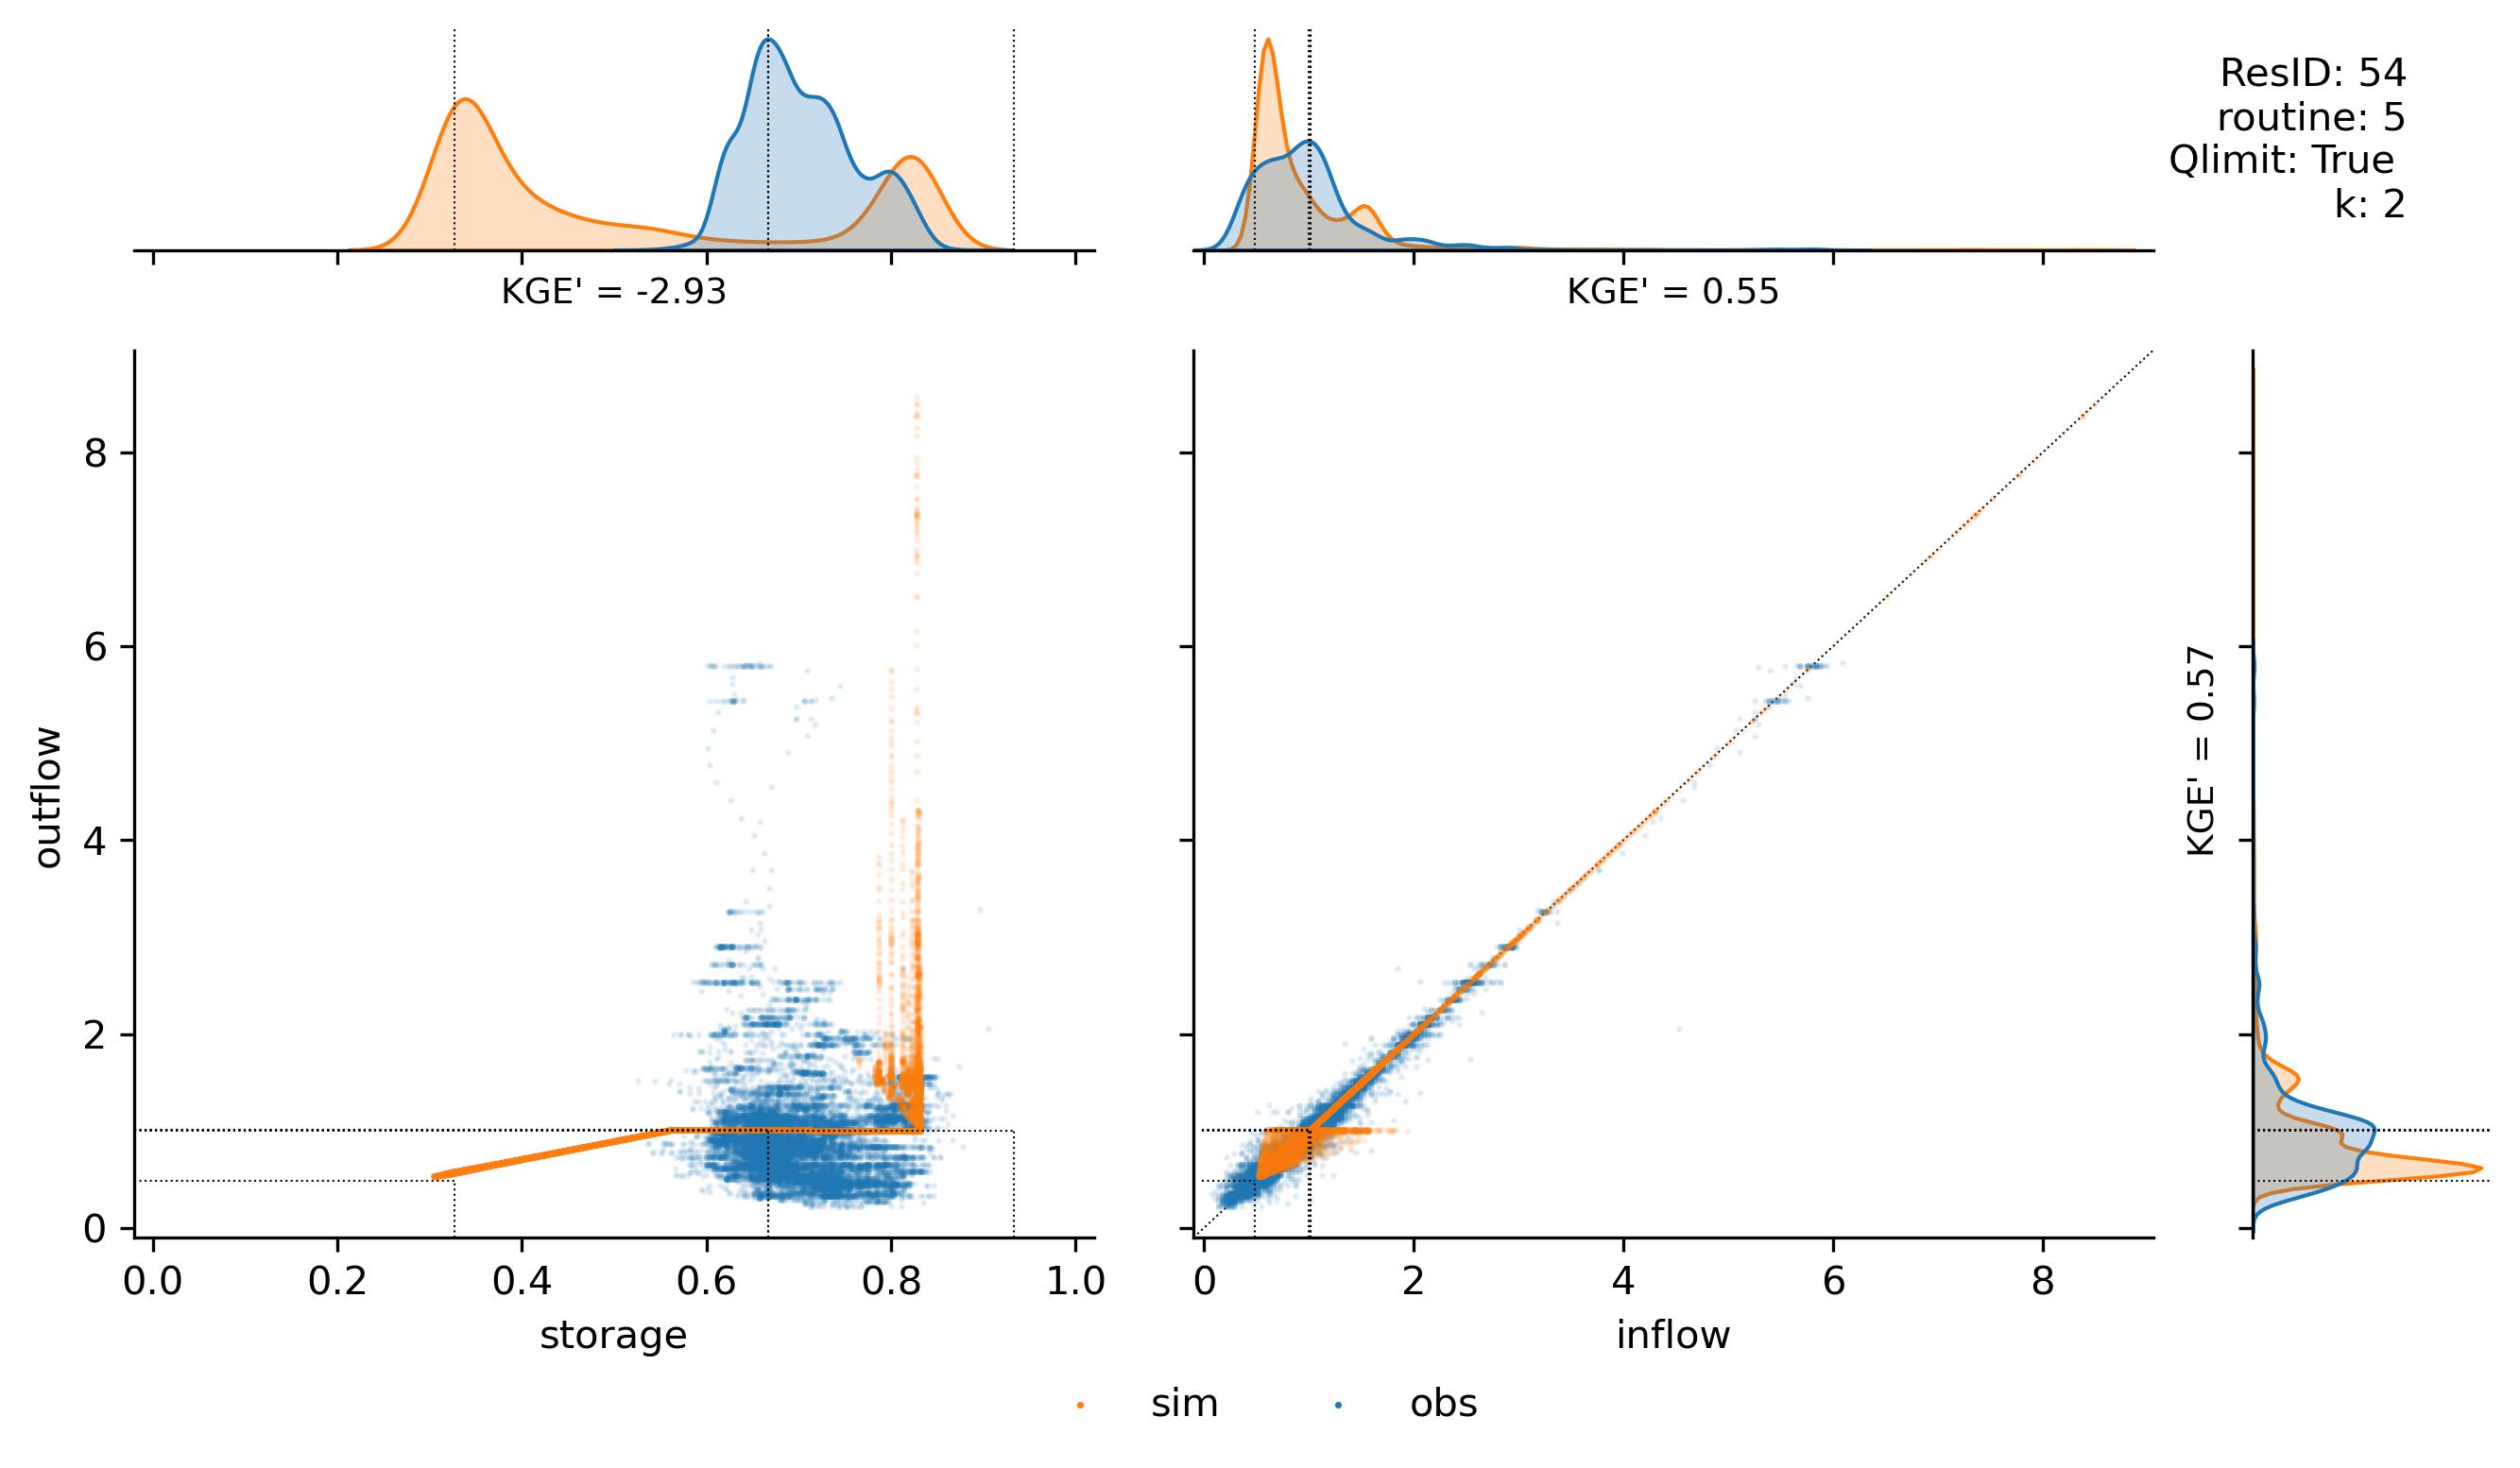 ResID: 54
routine: 5
Qlimit: True
k: 2
KGE' = -2.93
KGE' = 0.55
8
6
4
2
0
outflow
KGE' = 0.57
0.0 0.2 0.4 0.6 0.8 1.0
0 2 4 6 8
storage
inflow
sim obs